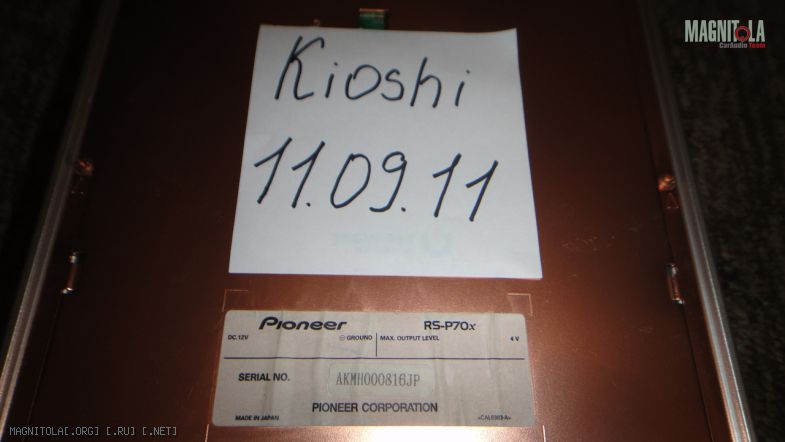 MAGNITOLA
CarAudio Team
Kioshi
11.09.11
Pioneer RS-P70x
DC.12V ⊖ GROUND MAX. OUTPUT LEVEL 4 V
SERIAL NO. AKMH000816JP
PIONEER CORPORATION
MADE IN JAPAN
MAGNITOLA[.ORG] [.RU] [.NET]